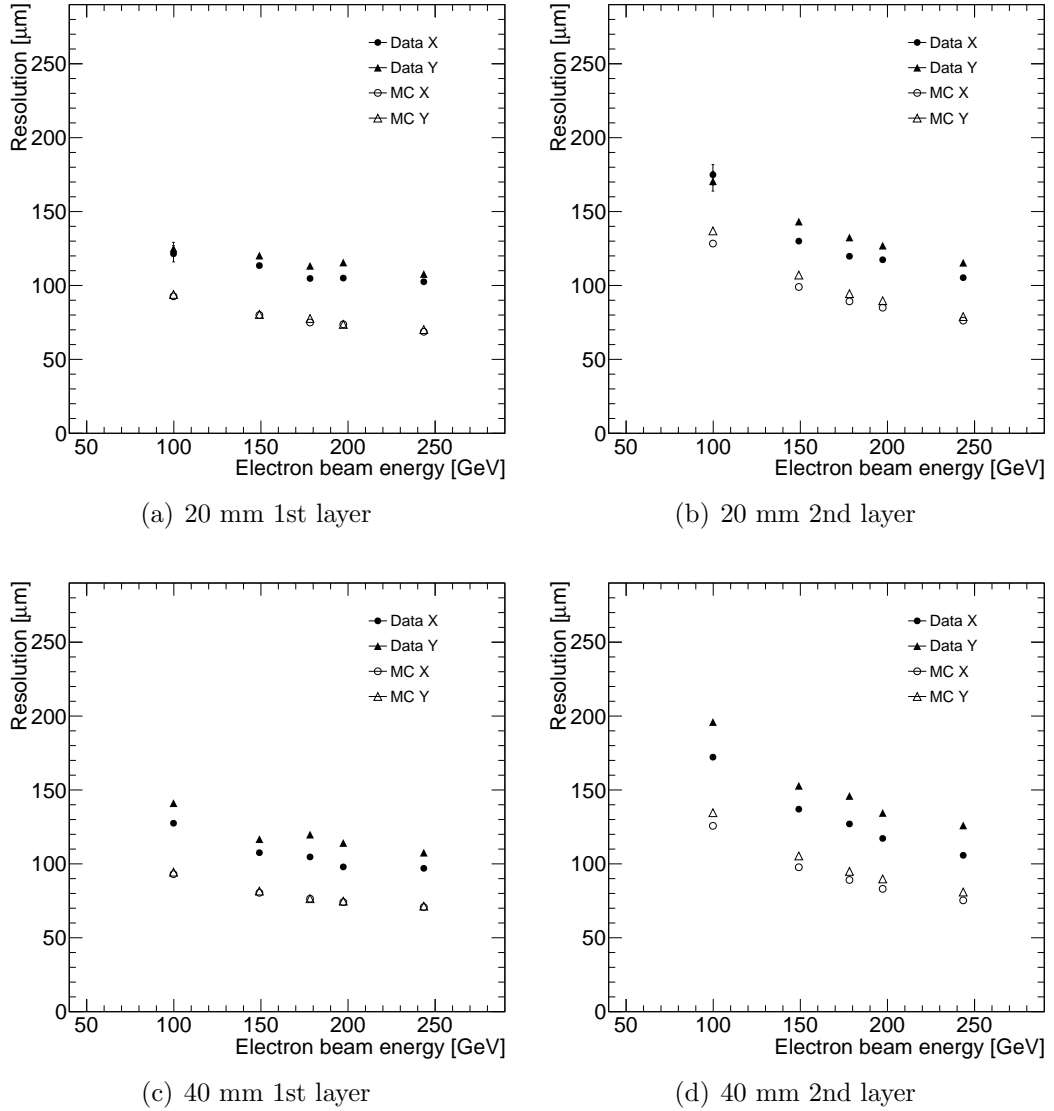 Resolution [μm]
250
200
150
100
50
0
Data X
Data Y
MC X
MC Y
50 100 150 200 250
Electron beam energy [GeV]
(a) 20 mm 1st layer
Resolution [μm]
250
200
150
100
50
0
Data X
Data Y
MC X
MC Y
50 100 150 200 250
Electron beam energy [GeV]
(b) 20 mm 2nd layer
Resolution [μm]
250
200
150
100
50
0
Data X
Data Y
MC X
MC Y
50 100 150 200 250
Electron beam energy [GeV]
(c) 40 mm 1st layer
Resolution [μm]
250
200
150
100
50
0
Data X
Data Y
MC X
MC Y
50 100 150 200 250
Electron beam energy [GeV]
(d) 40 mm 2nd layer